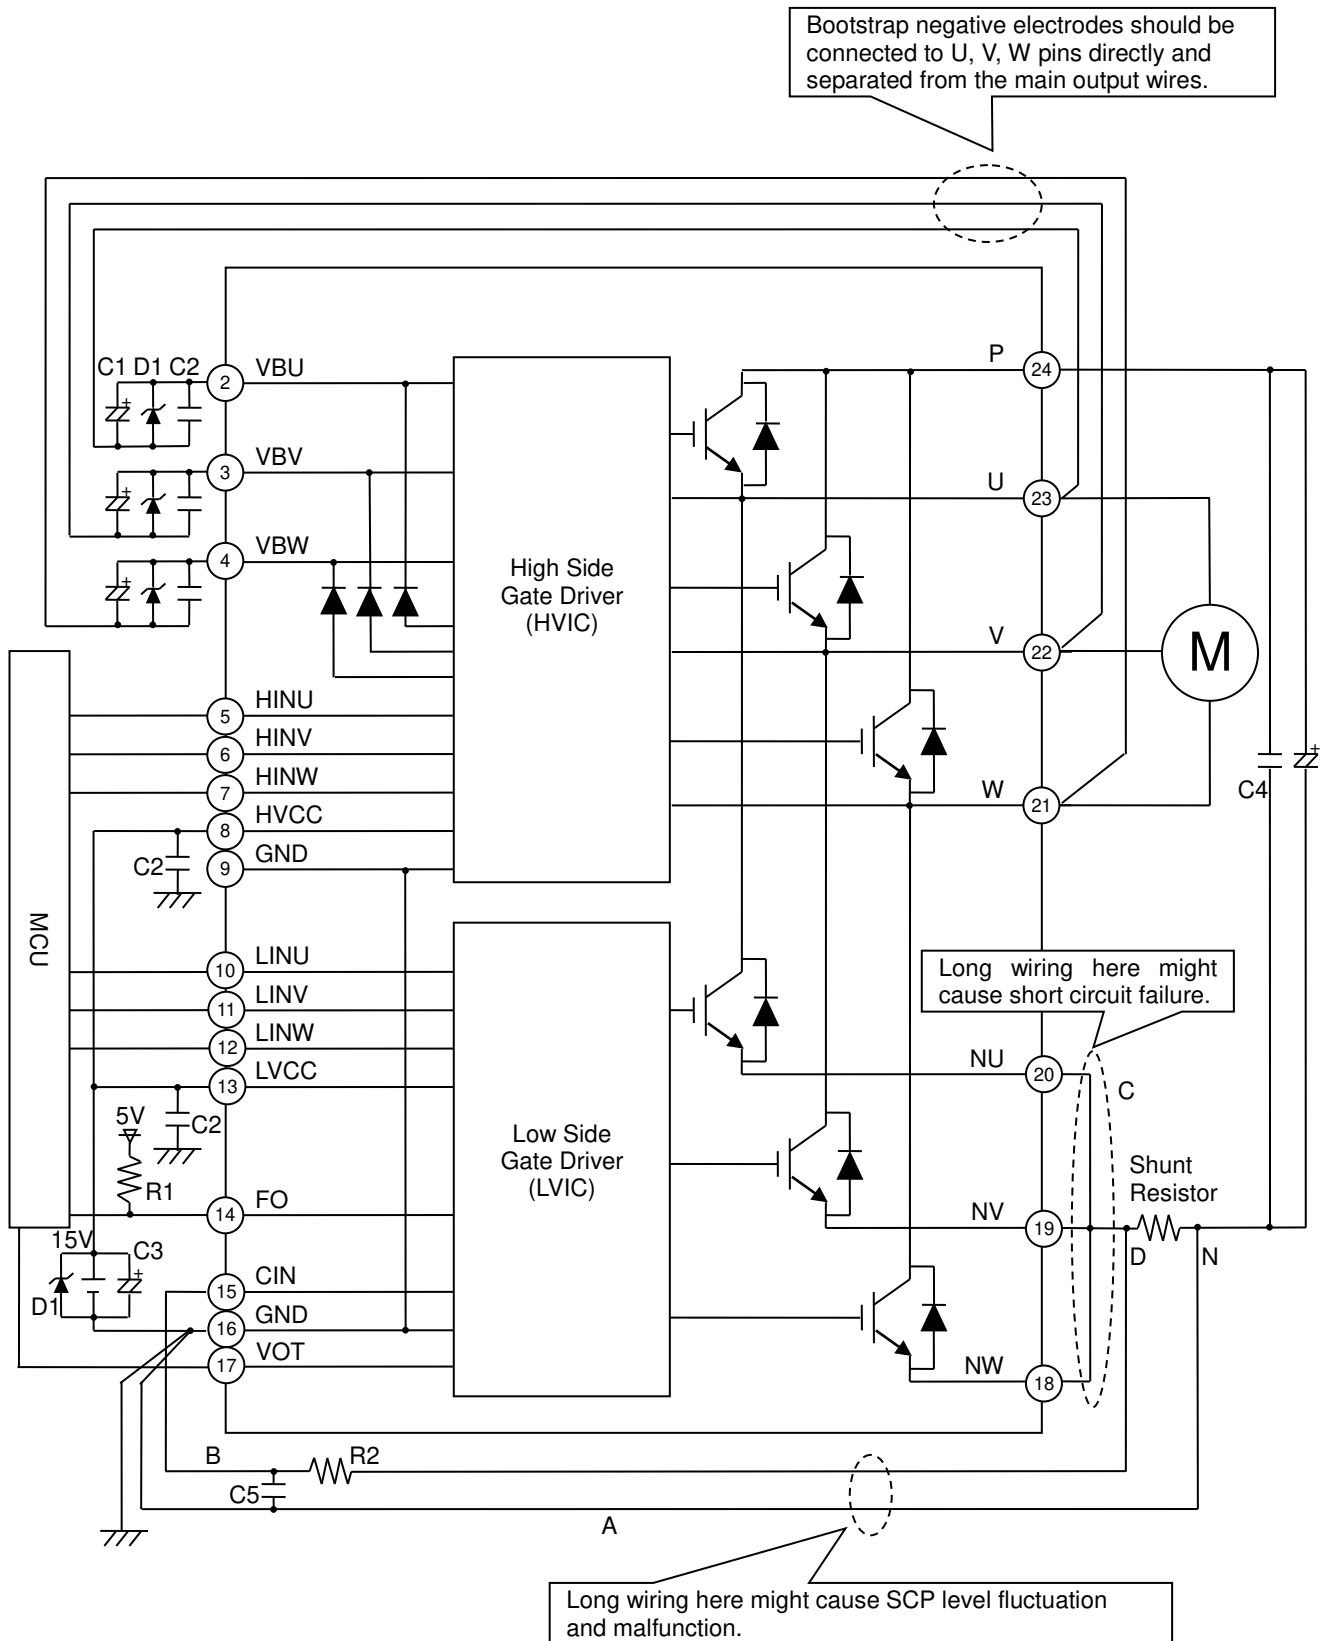 Bootstrap negative electrodes should be
connected to U, V, W pins directly and
separated from the main output wires.
C1 D1 C2
+
2
VBU
P
24
+
3
VBV
U
23
+
4
VBW
High Side
Gate Driver
(HVIC)
V
22
M
5
HINU
6
HINV
7
HINW
8
HVCC
9
GND
C2
W
21
C4
+
MCU
10
LINU
11
LINV
12
LINW
13
LVCC
C2
5V
R1
14
FO
15V
C3
+
D1
15
CIN
16
GND
17
VOT
Low Side
Gate Driver
(LVIC)
Long wiring here might
cause short circuit failure.
NU
20
C
Shunt
Resistor
NV
19
D
N
NW
18
B
R2
C5
A
Long wiring here might cause SCP level fluctuation
and malfunction.